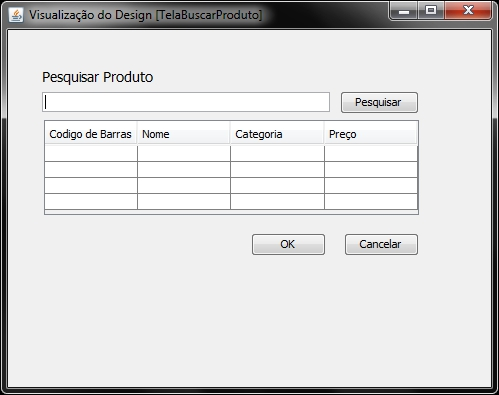 Visualização do Design [TelaBuscarProduto]
Pesquisar Produto
Pesquisar
Codigo de Barras Nome Categoria Preço
OK Cancelar